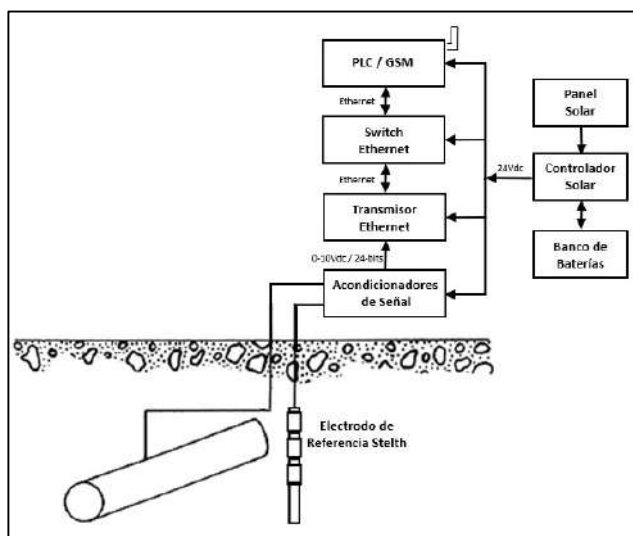 PLC / GSM
Ethernet
Switch
Ethernet
Ethernet
Transmisor
Ethernet
0-10Vdc / 24-bits
Acondicionadores
de Señal
24Vdc
Panel
Solar
Controlador
Solar
Banco de
Baterías
Electrodo de
Referencia Stelth